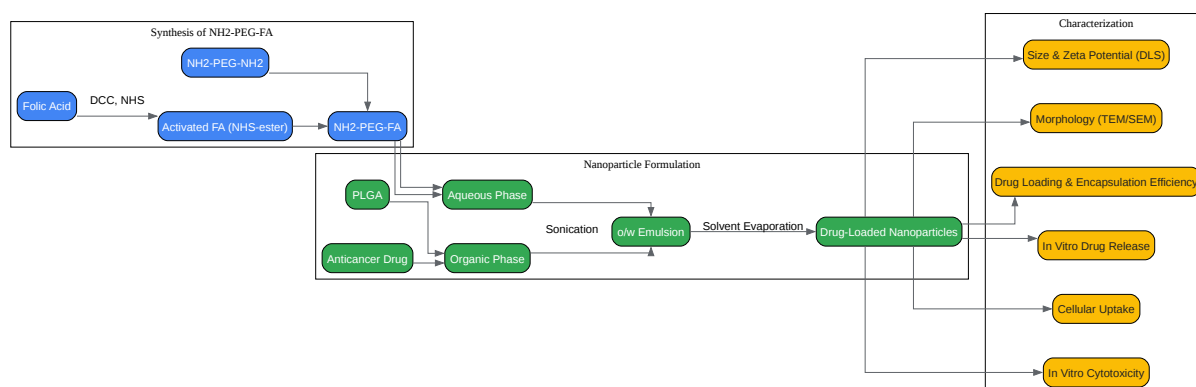 Synthesis of NH2-PEG-FA
NH2-PEG-NH2
Folic Acid
DCC, NHS
Activated FA (NHS-ester)
NH2-PEG-FA
Nanoparticle Formulation
PLGA
Aqueous Phase
Anticancer Drug
Organic Phase
Sonication
o/w Emulsion
Solvent Evaporation
Drug-Loaded Nanoparticles
Characterization
Size & Zeta Potential (DLS)
Morphology (TEM/SEM)
Drug Loading & Encapsulation Efficiency
In Vitro Drug Release
Cellular Uptake
In Vitro Cytotoxicity